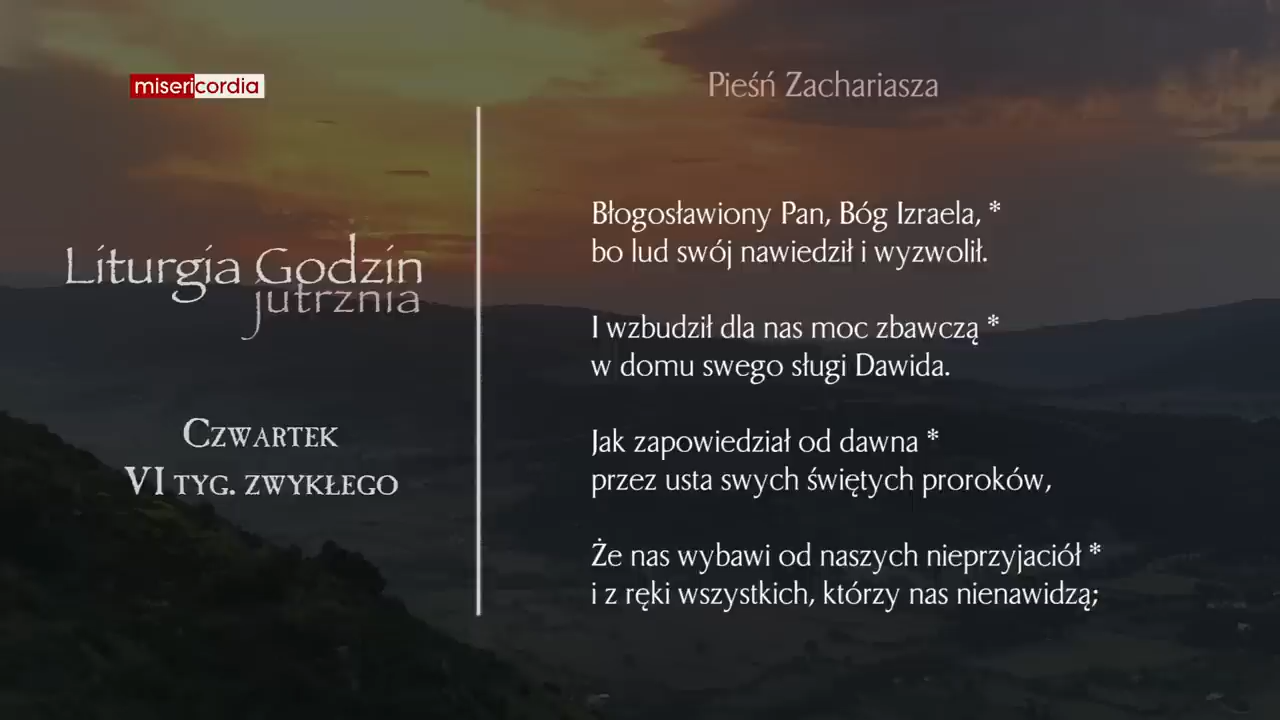 misericordia
Liturgia Godzin
jutrznia
Czwartek
VI tyg. zwykłego
Pieśń Zachariasza
Błogosławiony Pan, Bóg Izraela, *
bo lud swój nawiedził i wyzwolił.
I wzbudził dla nas moc zbawczą *
w domu swego sługi Dawida.
Jak zapowiedział od dawna *
przez usta swych świętych proroków,
Że nas wybawi od naszych nieprzyjaciół *
i z ręki wszystkich, którzy nas nienawidzą;